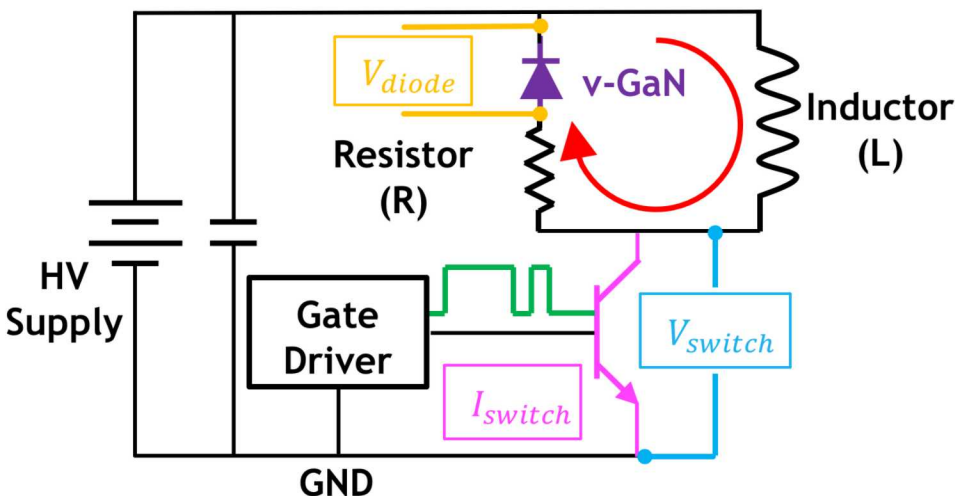 V_diode
v-GaN
Inductor
(L)
Resistor
(R)
HV
Supply
Gate
Driver
V_switch
I_switch
GND